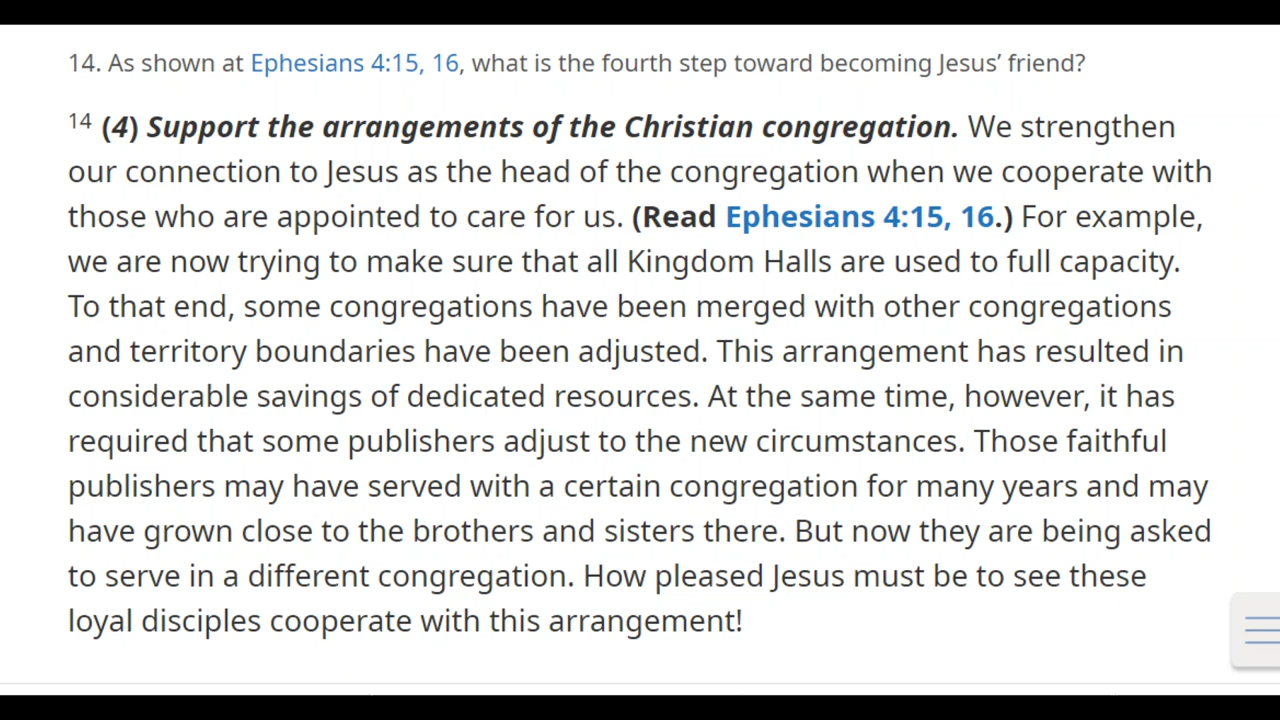 14. As shown at Ephesians 4:15, 16, what is the fourth step toward becoming Jesus’ friend?
14 (4) Support the arrangements of the Christian congregation. We strengthen
our connection to Jesus as the head of the congregation when we cooperate with
those who are appointed to care for us. (Read Ephesians 4:15, 16.) For example,
we are now trying to make sure that all Kingdom Halls are used to full capacity.
To that end, some congregations have been merged with other congregations
and territory boundaries have been adjusted. This arrangement has resulted in
considerable savings of dedicated resources. At the same time, however, it has
required that some publishers adjust to the new circumstances. Those faithful
publishers may have served with a certain congregation for many years and may
have grown close to the brothers and sisters there. But now they are being asked
to serve in a different congregation. How pleased Jesus must be to see these
loyal disciples cooperate with this arrangement!